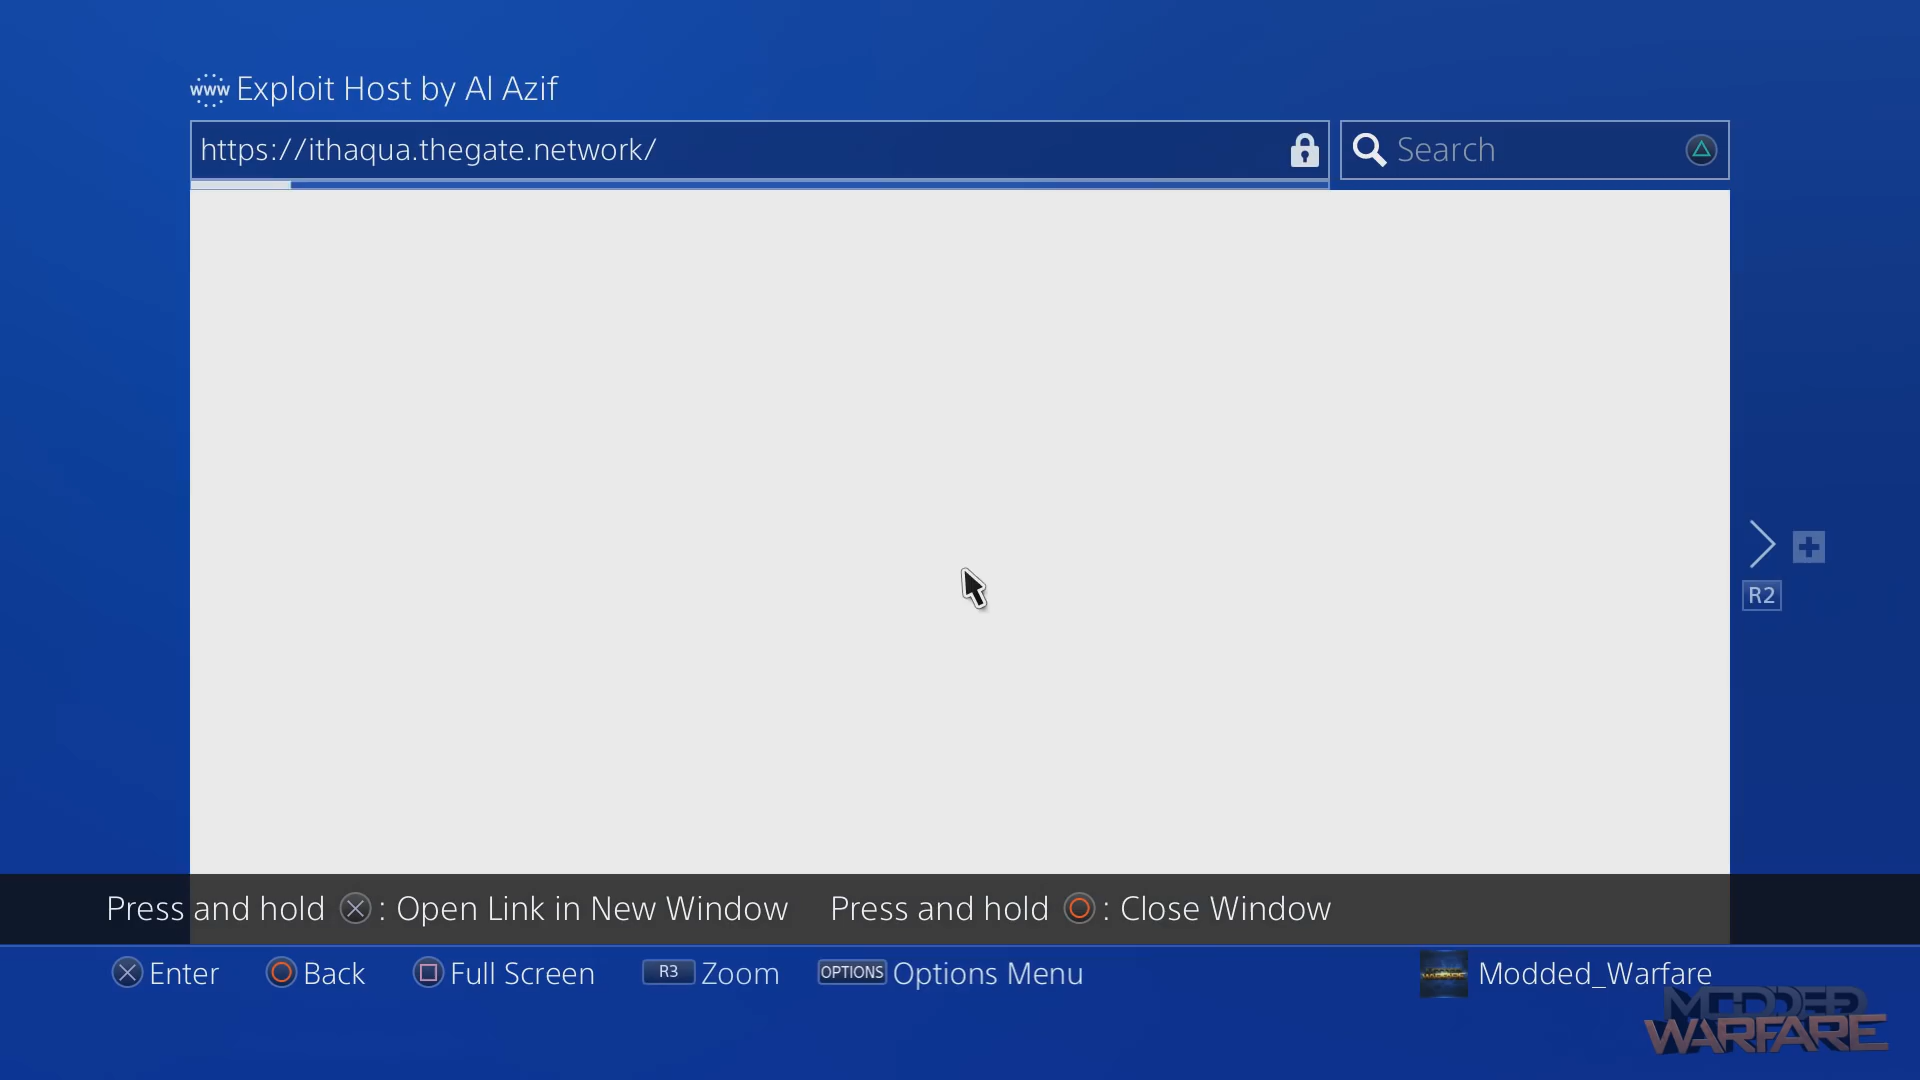 www Exploit Host by Al Azif
https://ithaqua.thegate.network/
Search
R2
Press and hold : Open Link in New Window Press and hold : Close Window
Enter Back Full Screen R3 Zoom OPTIONS Options Menu Modded_Warfare
MODDED
WARFARE